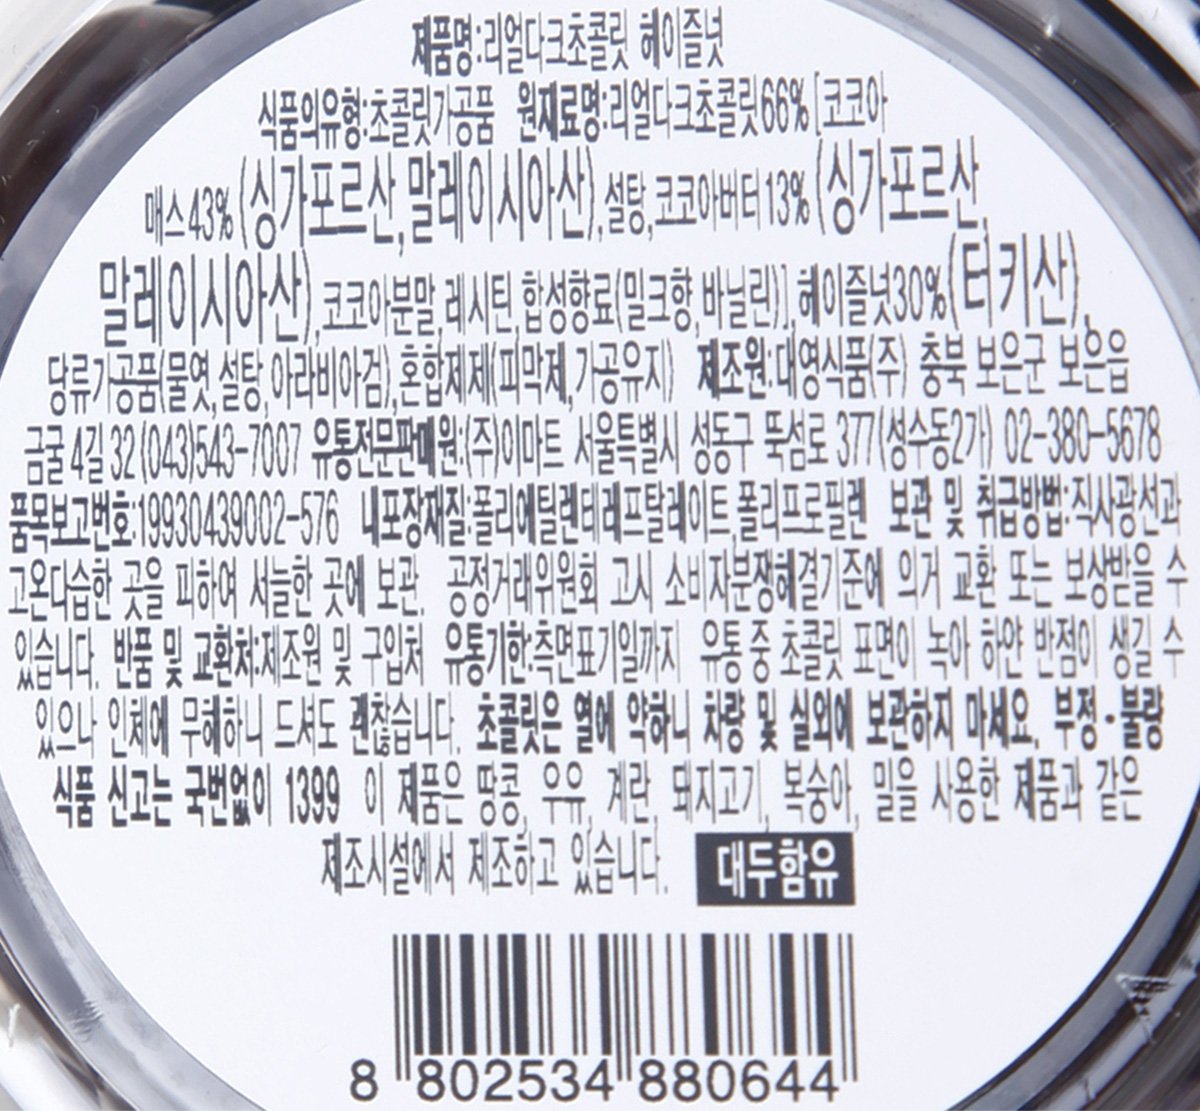 제품명:리얼다크초콜릿 헤이즐넛
식품의유형:초콜릿가공품 원재료명:리얼다크초콜릿66%[코코아
매스43%(싱가포르산,말레이시아산),설탕,코코아버터13%(싱가포르산,
말레이시아산),코코아분말,레시틴,합성향료(밀크향,바닐린)],헤이즐넛30%(터키산),
당류가공품(물엿,설탕,아라비아검),혼합제제(피막제,가공유지) 제조원:대영식품(주) 충북 보은군 보은읍
금굴4길 32 (043)543-7007 유통전문판매원:(주)이마트 서울특별시 성동구 뚝섬로 377(성수동2가) 02-380-5678
품목보고번호:19930439002-576 내포장재질:폴리에틸렌테레프탈레이트,폴리프로필렌 보관 및 취급방법:직사광선과
고온다습한 곳을 피하여 서늘한 곳에 보관. 공정거래위원회 고시 소비자분쟁해결기준에 의거 교환 또는 보상받을 수
있습니다. 반품 및 교환처:제조원 및 구입처 유통기한:측면표기일까지 유통 중 초콜릿 표면이 녹아 하얀 반점이 생길 수
있으나 인체에 무해하니 드셔도 괜찮습니다. 초콜릿은 열에 약하니 차량 및 실외에 보관하지 마세요. 부정·불량
식품 신고는 국번없이 1399 이 제품은 땅콩, 우유, 계란, 돼지고기, 복숭아, 밀을 사용한 제품과 같은
제조시설에서 제조하고 있습니다. 대두함유
8 802534 880644